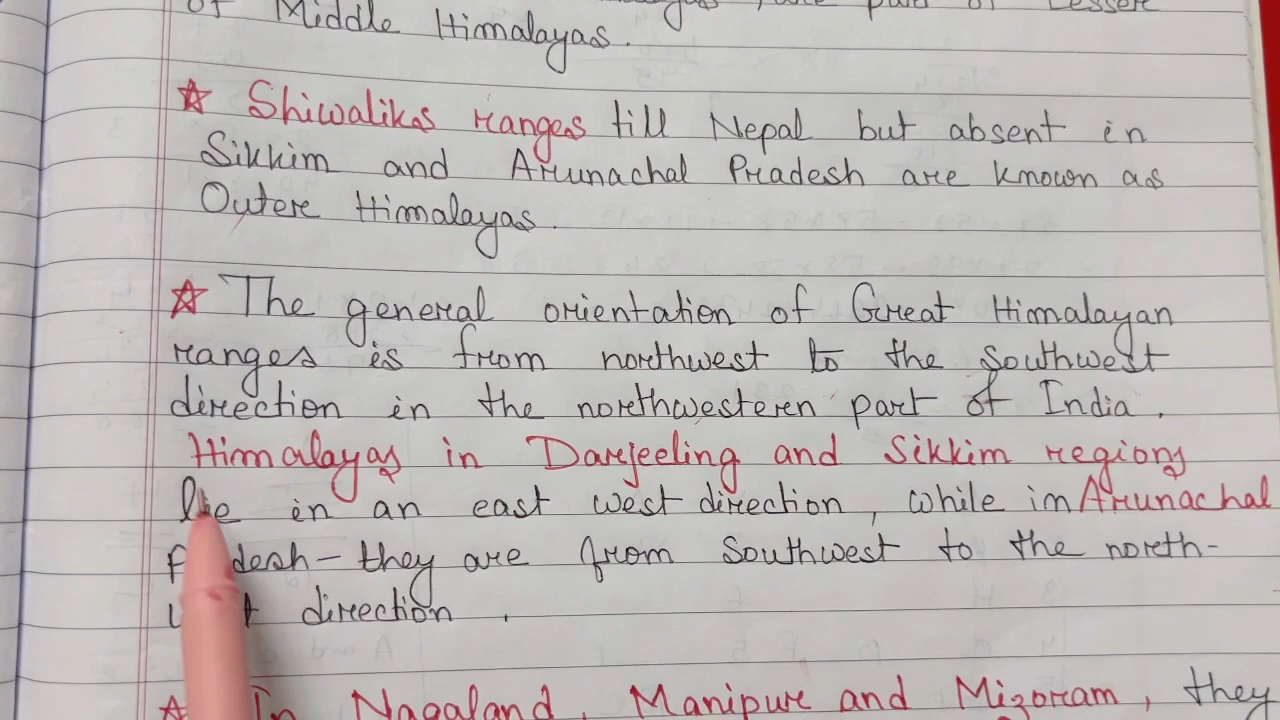 of Middle Himalayas.
☆ Shiwaliks ranges till Nepal but absent in
Sikkim and Arunachal Pradesh are known as
Outer Himalayas.
☆ The general orientation of Great Himalayan
ranges is from northwest to the southwest
direction in the northwestern part of India.
Himalayas in Darjeeling and Sikkim regions
lie in an east west direction, while in Arunachal
desh - they are from southwest to the north-
direction.
☆ In Nagaland, Manipur and Mizoram, they